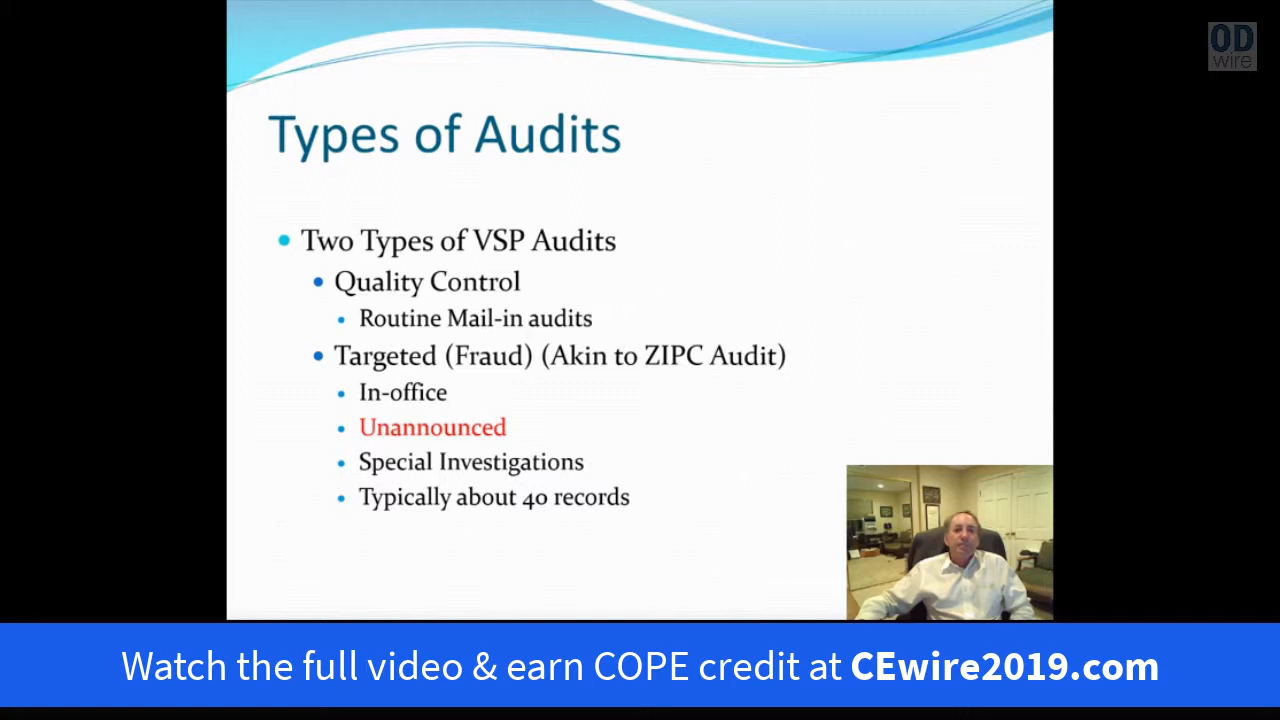 OD
wire
Types of Audits
Two Types of VSP Audits
Quality Control
Routine Mail-in audits
Targeted (Fraud) (Akin to ZIPC Audit)
In-office
Unannounced
Special Investigations
Typically about 40 records
Watch the full video & earn COPE credit at CEwire2019.com